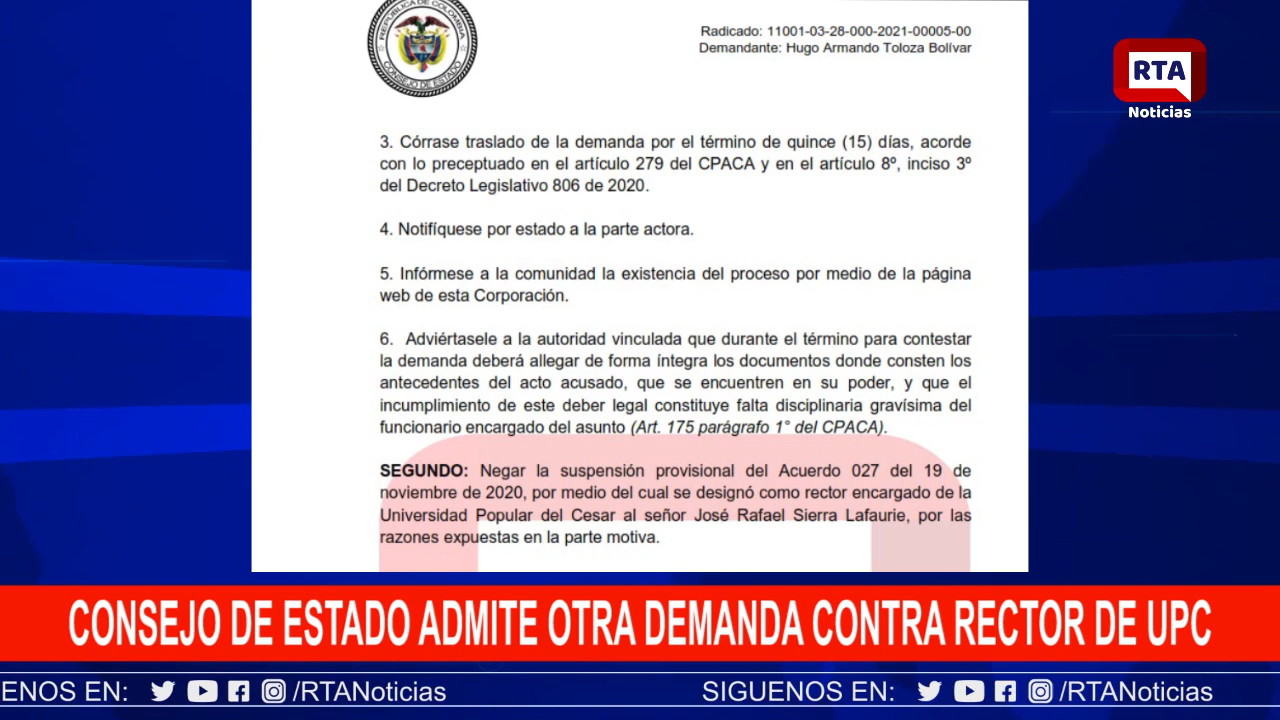 REPUBLICA DE COLOMBIA
CONSEJO DE ESTADO
Radicado: 11001-03-28-000-2021-00005-00
Demandante: Hugo Armando Toloza Bolívar
RTA
Noticias
3. Córrase traslado de la demanda por el término de quince (15) días, acorde
con lo preceptuado en el artículo 279 del CPACA y en el artículo 8º, inciso 3º
del Decreto Legislativo 806 de 2020.
4. Notifíquese por estado a la parte actora.
5. Infórmese a la comunidad la existencia del proceso por medio de la página
web de esta Corporación.
6. Adviértasele a la autoridad vinculada que durante el término para contestar
la demanda deberá allegar de forma íntegra los documentos donde consten los
antecedentes del acto acusado, que se encuentren en su poder, y que el
incumplimiento de este deber legal constituye falta disciplinaria gravísima del
funcionario encargado del asunto (Art. 175 parágrafo 1° del CPACA).
SEGUNDO: Negar la suspensión provisional del Acuerdo 027 del 19 de
noviembre de 2020, por medio del cual se designó como rector encargado de la
Universidad Popular del Cesar al señor José Rafael Sierra Lafaurie, por las
razones expuestas en la parte motiva.
CONSEJO DE ESTADO ADMITE OTRA DEMANDA CONTRA RECTOR DE UPC
ENOS EN: /RTANoticias SIGUENOS EN: /RTANoticias